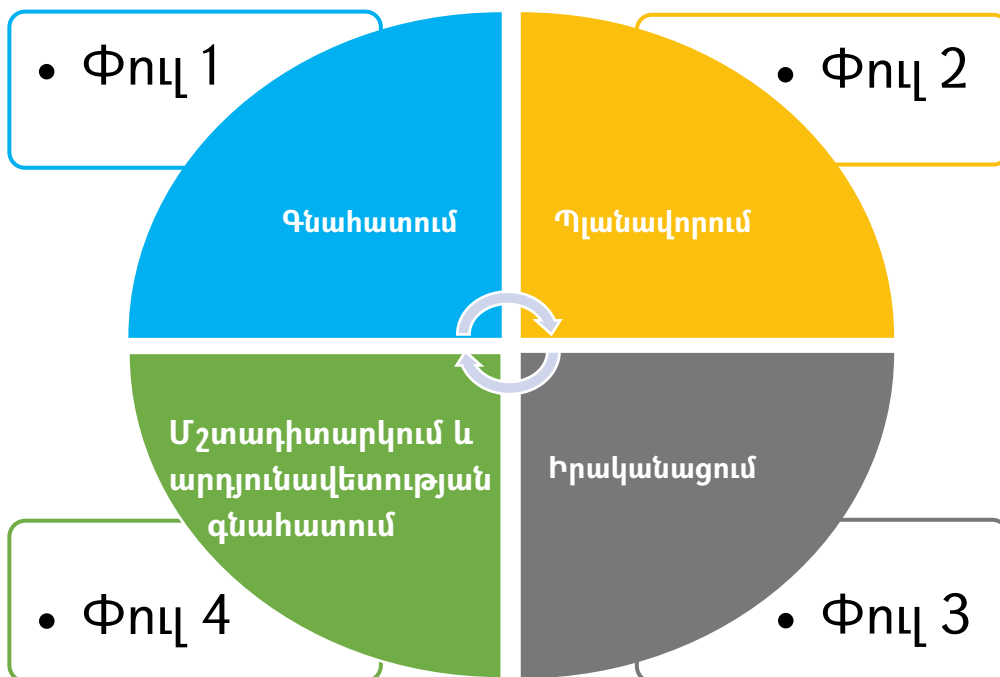 • Փուլ 1
Գնահատում
• Փուլ 2
Պլանավորում
• Փուլ 3
Իրականացում
• Փուլ 4
Մշտադիտարկում և
արդյունավետության
գնահատում